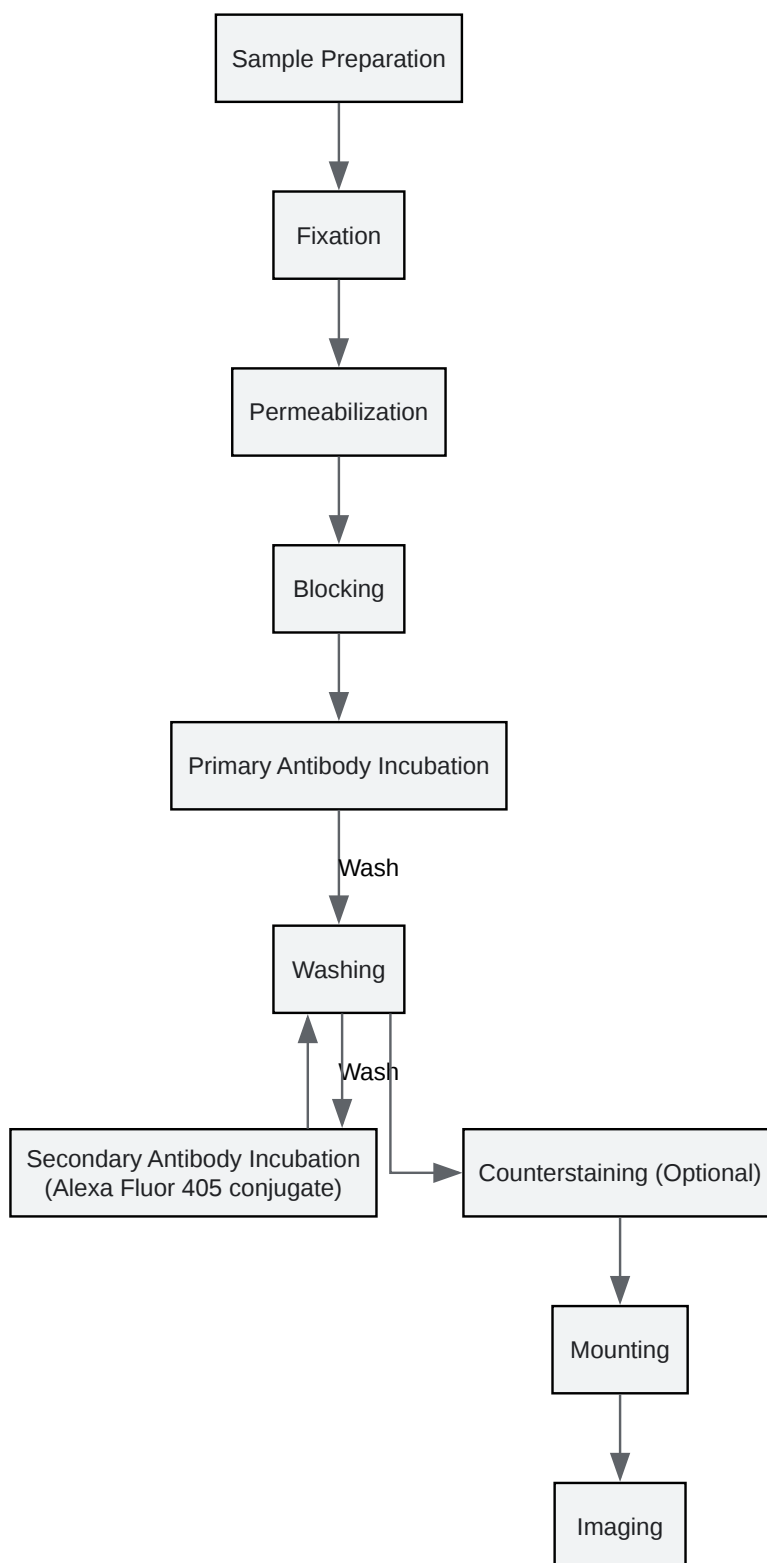 Sample Preparation
Fixation
Permeabilization
Blocking
Primary Antibody Incubation
Wash
Washing
Wash
Secondary Antibody Incubation
(Alexa Fluor 405 conjugate)
Counterstaining (Optional)
Mounting
Imaging